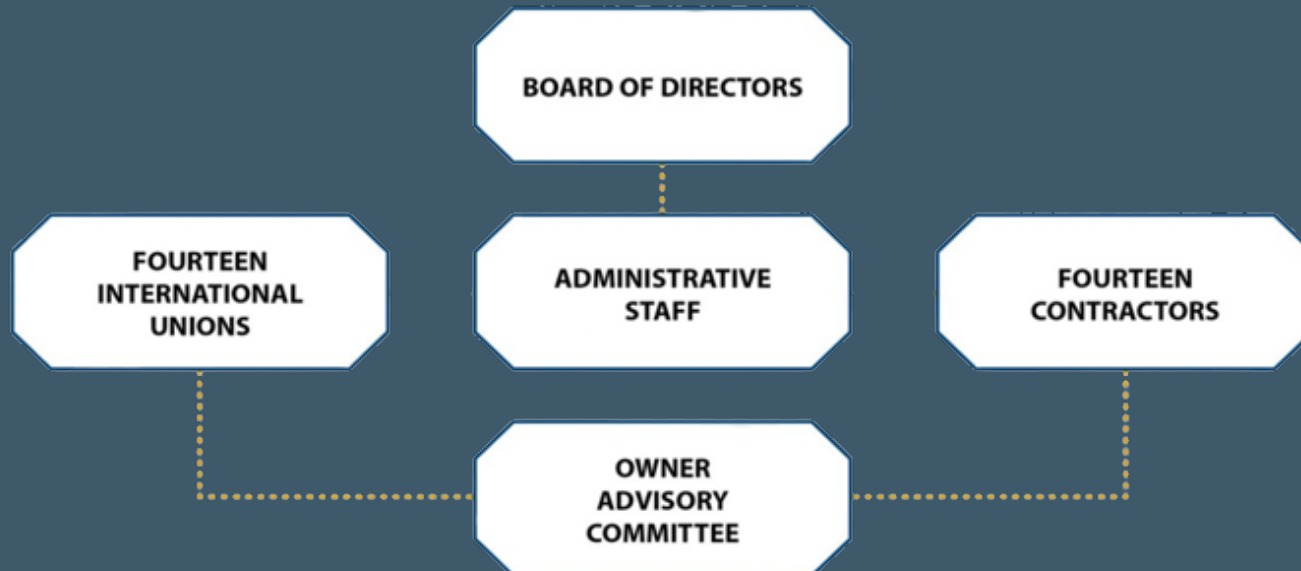 BOARD OF DIRECTORS
FOURTEEN
INTERNATIONAL
UNIONS
ADMINISTRATIVE
STAFF
FOURTEEN
CONTRACTORS
OWNER
ADVISORY
COMMITTEE